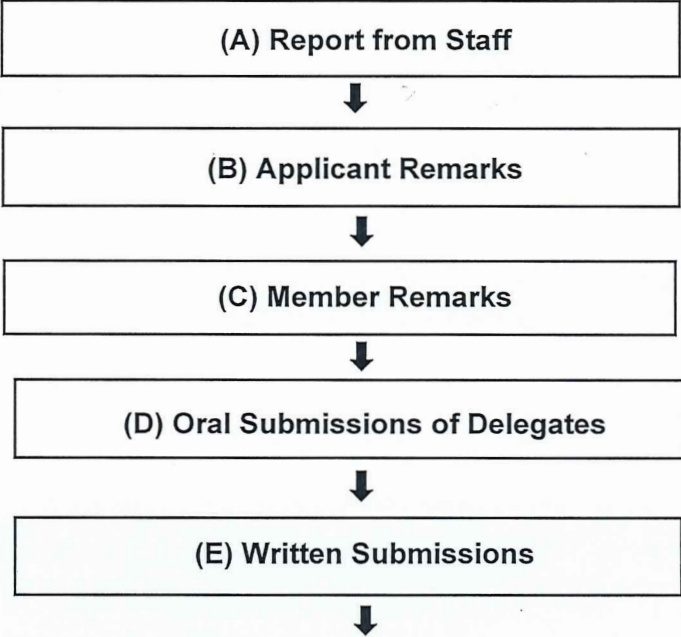 (A) Report from Staff
(B) Applicant Remarks
(C) Member Remarks
(D) Oral Submissions of Delegates
(E) Written Submissions